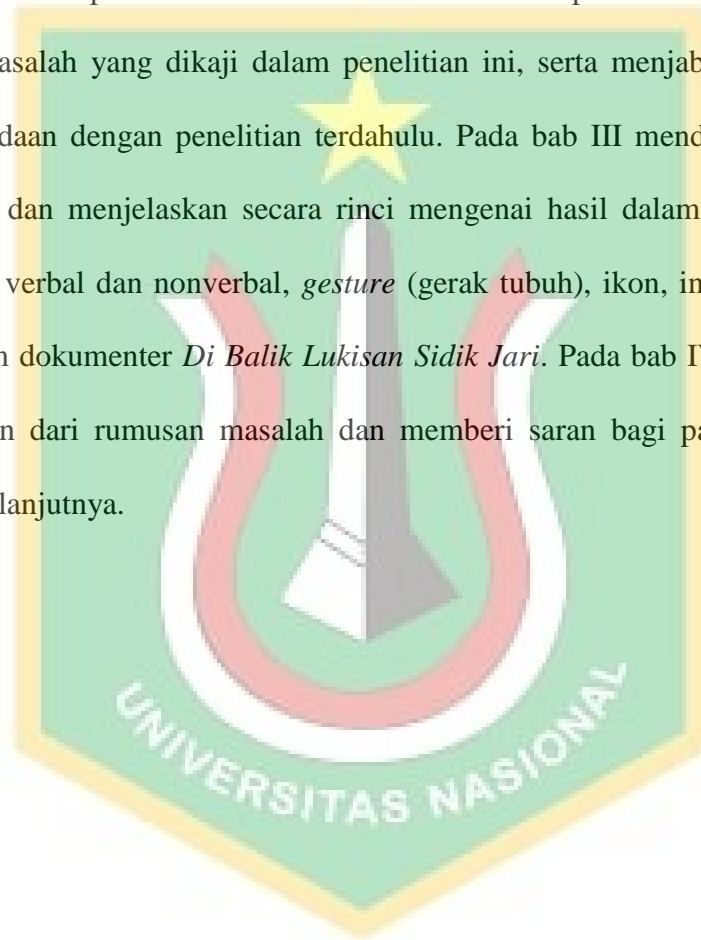 asalah yang dikaji dalam penelitian ini, serta menjab
daan dengan penelitian terdahulu. Pada bab III mend
dan menjelaskan secara rinci mengenai hasil dalam
verbal dan nonverbal, gesture (gerak tubuh), ikon, in
dokumenter Di Balik Lukisan Sidik Jari. Pada bab I
n dari rumusan masalah dan memberi saran bagi pa
lanjutnya.
UNIVERSITAS NASIONAL